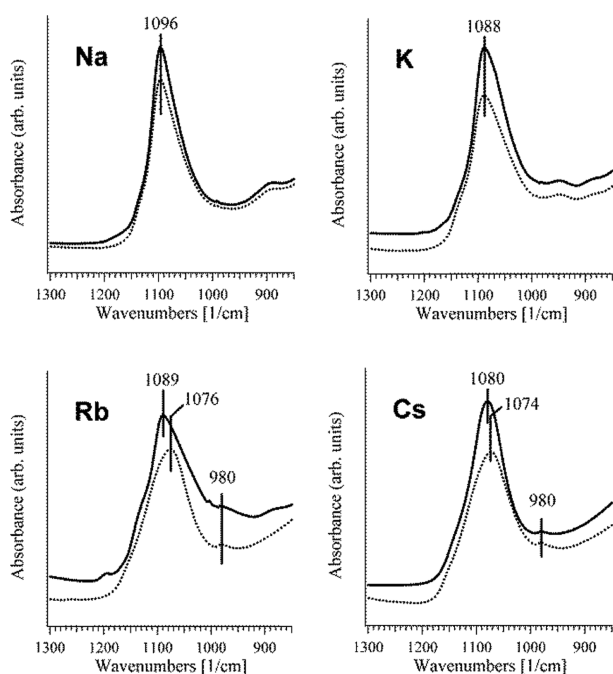 1096
Na
Absorbance (arb. units)
1300 1200 1100 1000 900
Wavenumbers [1/cm]
1088
K
Absorbance (arb. units)
1300 1200 1100 1000 900
Wavenumbers [1/cm]
1089
1076
Rb
980
Absorbance (arb. units)
1300 1200 1100 1000 900
Wavenumbers [1/cm]
1080
1074
Cs
980
Absorbance (arb. units)
1300 1200 1100 1000 900
Wavenumbers [1/cm]